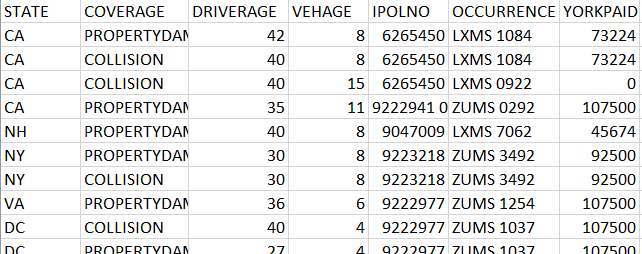 STATE COVERAGE DRIVERAGE VEHAGE IPOLNO OCCURRENCE YORKPAID
CA PROPERTYDAM 42 8 6265450 LXMS 1084 73224
CA COLLISION 40 8 6265450 LXMS 1084 73224
CA COLLISION 40 15 6265450 LXMS 0922 0
CA PROPERTYDAM 35 11 9222941 0 ZUMS 0292 107500
NH PROPERTYDAM 40 8 9047009 LXMS 7062 45674
NY PROPERTYDAM 30 8 9223218 ZUMS 3492 92500
NY COLLISION 30 8 9223218 ZUMS 3492 92500
VA PROPERTYDAM 36 6 9222977 ZUMS 1254 107500
DC COLLISION 40 4 9222977 ZUMS 1037 107500
DC PROPERTYDAM 27 4 9222977 ZUMS 1037 107500